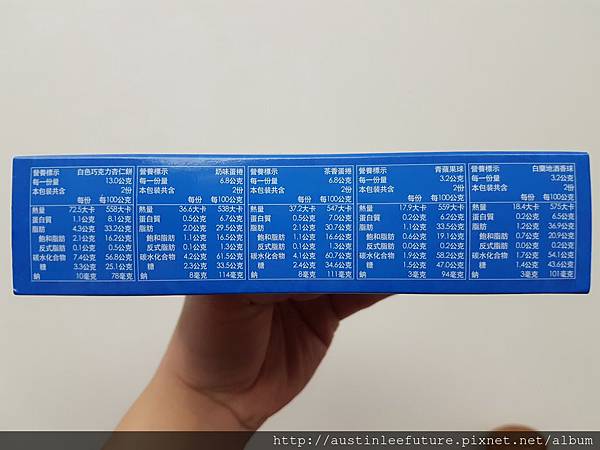 營養標示 白色巧克力杏仁餅
每一份量 13.0公克
本包裝共含 2份
每份 每100公克
熱量 72.5大卡 558大卡
蛋白質 1.1公克 8.1公克
脂肪 4.3公克 33.2公克
飽和脂肪 2.1公克 16.2公克
反式脂肪 0.1公克 0.5公克
碳水化合物 7.4公克 56.8公克
糖 3.3公克 25.1公克
鈉 10毫克 78毫克
營養標示 奶味蛋捲
每一份量 6.8公克
本包裝共含 2份
每份 每100公克
熱量 36.6大卡 538大卡
蛋白質 0.5公克 6.7公克
脂肪 2.0公克 29.5公克
飽和脂肪 1.1公克 16.5公克
反式脂肪 0.1公克 1.3公克
碳水化合物 4.2公克 61.5公克
糖 2.3公克 33.5公克
鈉 8毫克 114毫克
營養標示 茶香蛋捲
每一份量 6.8公克
本包裝共含 2份
每份 每100公克
熱量 37.2大卡 547大卡
蛋白質 0.5公克 7.0公克
脂肪 2.1公克 30.7公克
飽和脂肪 1.1公克 16.6公克
反式脂肪 0.1公克 1.3公克
碳水化合物 4.1公克 60.7公克
糖 2.4公克 34.6公克
鈉 8毫克 111毫克
營養標示 青蘋果球
每一份量 3.2公克
本包裝共含 2份
每份 每100公克
熱量 17.9大卡 559大卡
蛋白質 0.2公克 6.2公克
脂肪 1.1公克 33.5公克
飽和脂肪 0.6公克 19.1公克
反式脂肪 0.0公克 0.2公克
碳水化合物 1.9公克 58.2公克
糖 1.5公克 47.0公克
鈉 3毫克 94毫克
營養標示 白蘭地酒香球
每一份量 3.2公克
本包裝共含 2份
每份 每100公克
熱量 18.4大卡 575大卡
蛋白質 0.2公克 6.5公克
脂肪 1.2公克 36.9公克
飽和脂肪 0.7公克 20.9公克
反式脂肪 0.0公克 0.2公克
碳水化合物 1.7公克 54.1公克
糖 1.4公克 43.6公克
鈉 3毫克 101毫克
http://austinleefuture.pixnet.net/album